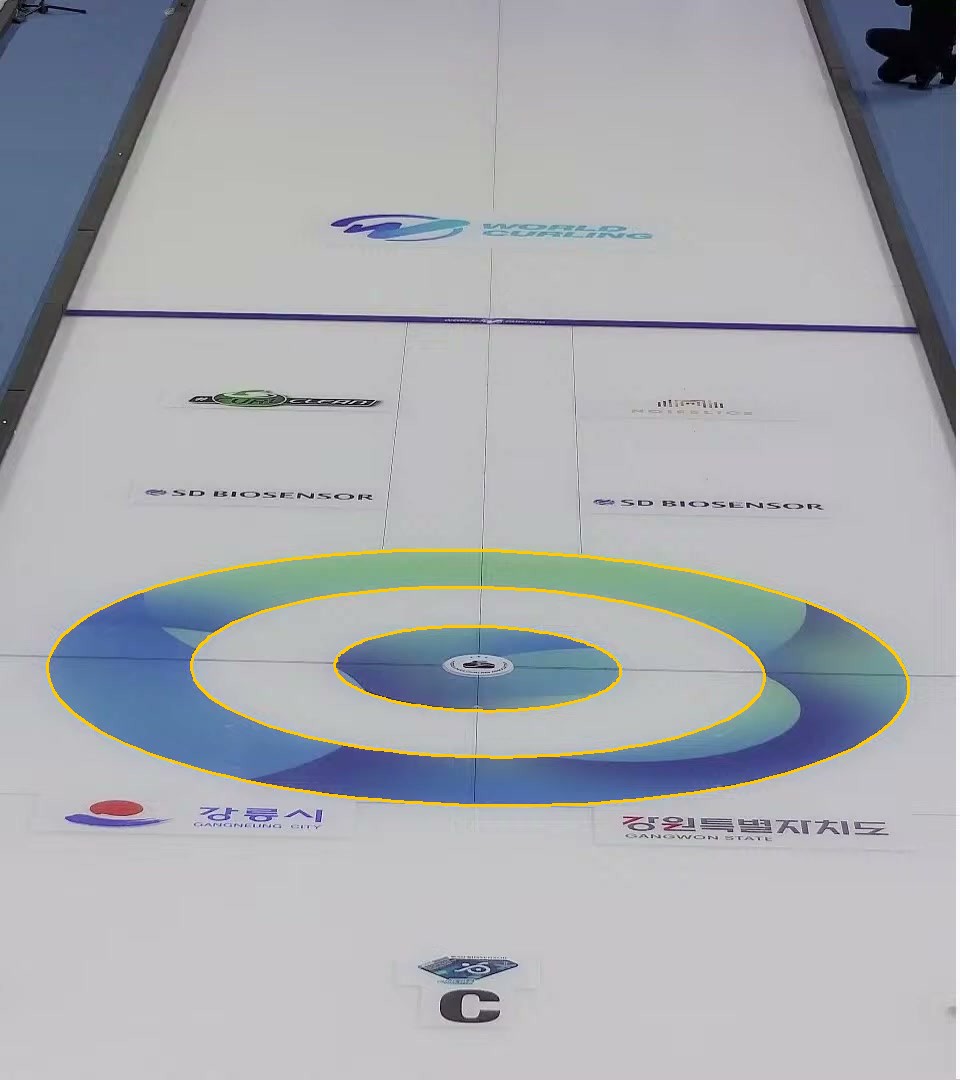 WORLD
CURLING
CLEAN
SD BIOSENSOR
SD BIOSENSOR
강릉시
GANGNEUNG CITY
강원특별자치도
GANGWON STATE
C